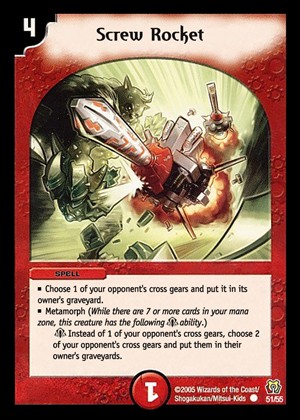 4
Screw Rocket
SPELL
■ Choose 1 of your opponent's cross gears and put it in its
owner's graveyard.
■ Metamorph (While there are 7 or more cards in your mana
zone, this creature has the following ability.)
Instead of 1 of your opponent's cross gears, choose 2
of your opponent's cross gears and put them in their
owner's graveyard.
1
©2005 Wizards of the Coast/
Shogakukan/Mitsui-Kids
51/55